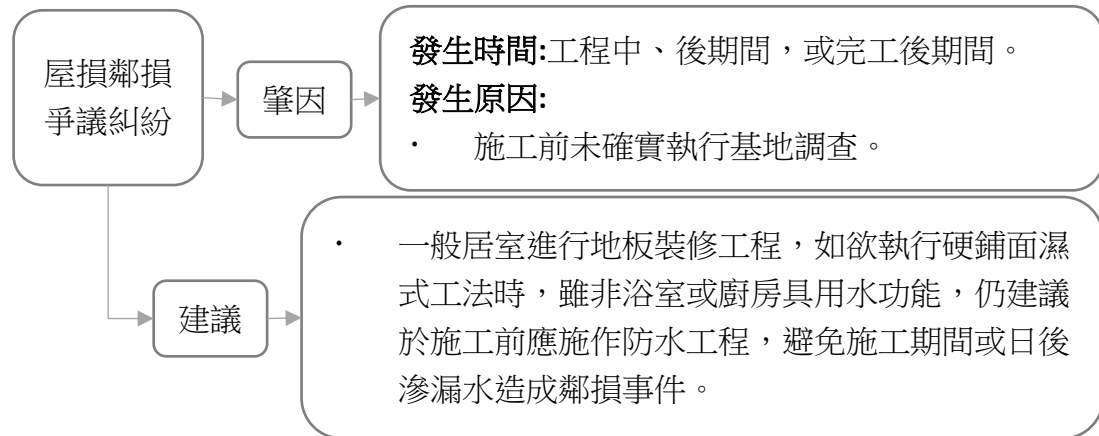 屋損鄰損
爭議糾紛
肇因
發生時間:工程中、後期間，或完工後期間。
發生原因:
· 施工前未確實執行基地調查。
建議
· 一般居室進行地板裝修工程，如欲執行硬鋪面濕
式工法時，雖非浴室或廚房具用水功能，仍建議
於施工前應施作防水工程，避免施工期間或日後
滲漏水造成鄰損事件。